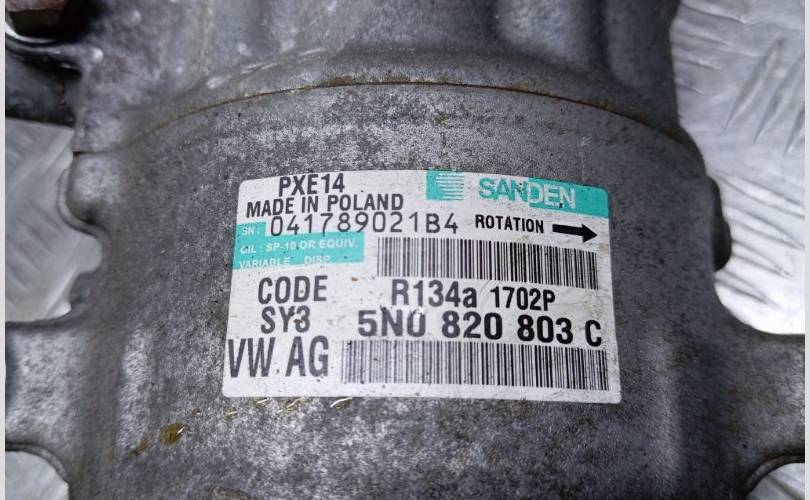 PXE14
SANDEN
MADE IN POLAND
SN: 041789021B4 ROTATION
OIL : SP-10 OR EQUIV.
VARIABLE DISP
CODE R134a 1702P
SY3 5N0 820 803 C
VW AG